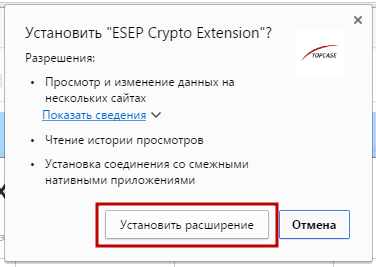 Установить "ESEP Crypto Extension"?
TOPCASE
Разрешения:
• Просмотр и изменение данных на
нескольких сайтах
Показать сведения
• Чтение истории просмотров
• Установка соединения со смежными
нативными приложениями
Установить расширение
Отмена